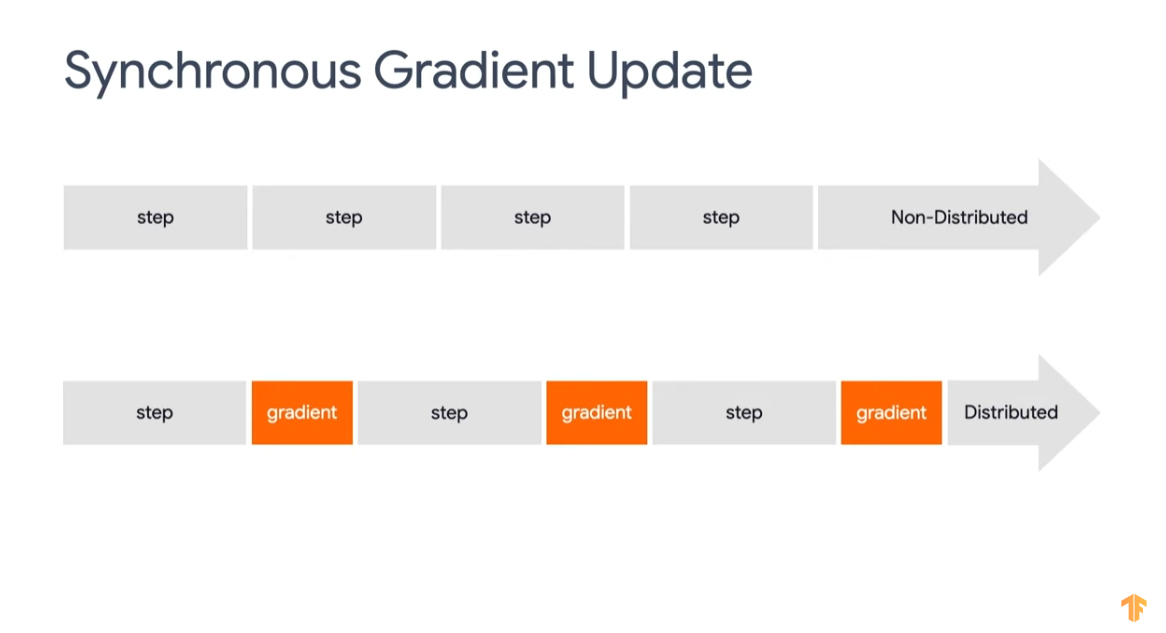 Synchronous Gradient Update
step step step step Non-Distributed
step gradient step gradient step gradient Distributed